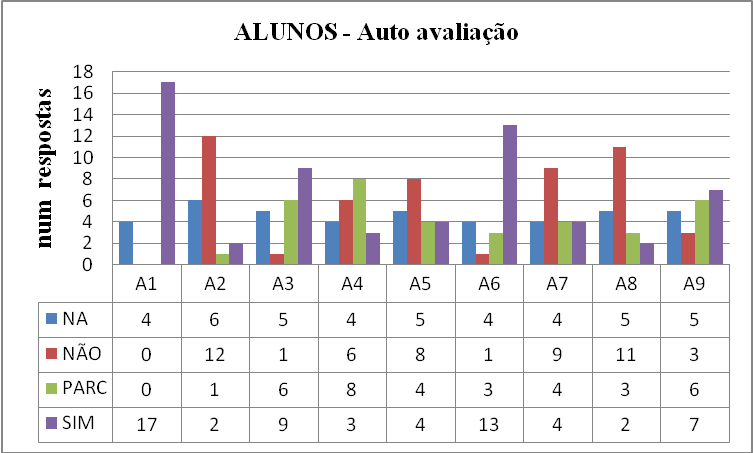 ALUNOS - Auto avaliação
num respostas
18
16
14
12
10
8
6
4
2
0
A1 A2 A3 A4 A5 A6 A7 A8 A9
NA 4 6 5 4 5 4 4 5 5
NÃO 0 12 1 6 8 1 9 11 3
PARC 0 1 6 8 4 3 4 3 6
SIM 17 2 9 3 4 13 4 2 7